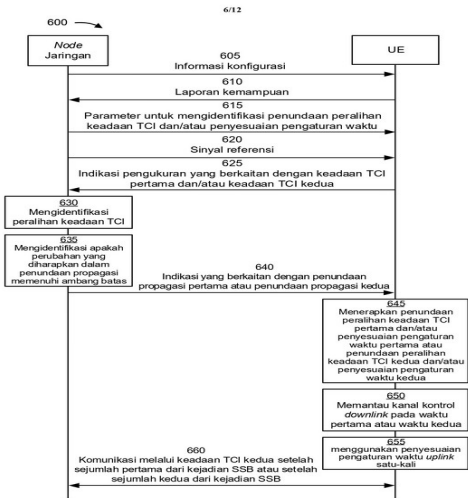 6/12
600
Node
Jaringan
UE
605
Informasi konfigurasi
610
Laporan kemampuan
615
Parameter untuk mengidentifikasi penundaan peralihan
keadaan TCI dan/atau penyesuaian pengaturan waktu
620
Sinyal referensi
625
Indikasi pengukuran yang berkaitan dengan keadaan TCI
pertama dan/atau keadaan TCI kedua
630
Mengidentifikasi
peralihan keadaan TCI
635
Mengidentifikasi apakah
perubahan yang
diharapkan dalam
penundaan propagasi
memenuhi ambang batas
640
Indikasi yang berkaitan dengan penundaan
propagasi pertama atau penundaan propagasi kedua
645
Menerapkan penundaan
peralihan keadaan TCI
pertama dan/atau
penyesuaian pengaturan
waktu pertama atau
penundaan peralihan
keadaan TCI kedua dan/atau
penyesuaian pengaturan
waktu kedua
650
Memantau kanal kontrol
downlink pada waktu
pertama atau waktu kedua
655
menggunakan penyesuaian
pengaturan waktu uplink
satu-kali
660
Komunikasi melalui keadaan TCI kedua setelah
sejumlah pertama dari kejadian SSB atau setelah
sejumlah kedua dari kejadian SSB